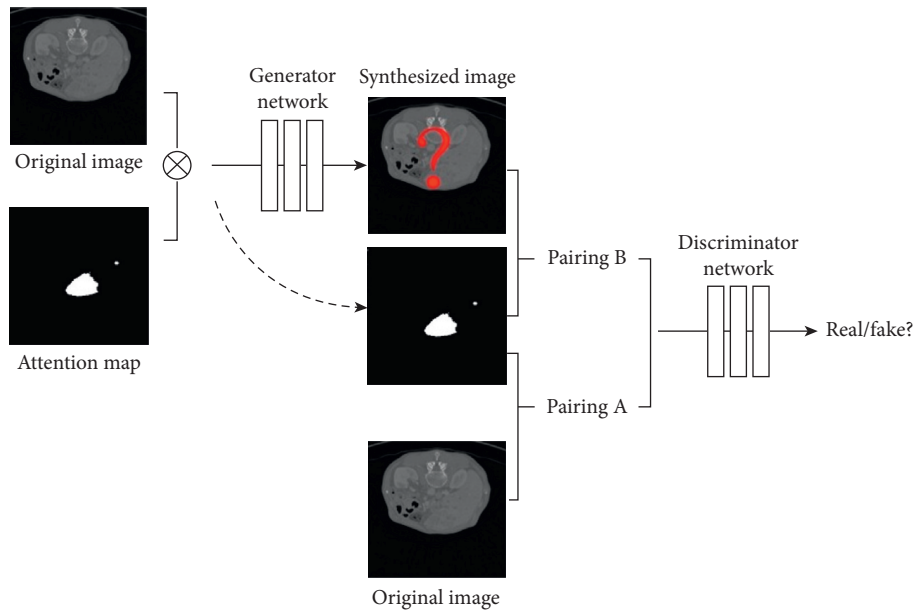 Original image
Attention map
Generator
network
Synthesized image
?
Pairing B
Pairing A
Original image
Discriminator
network
Real/fake?